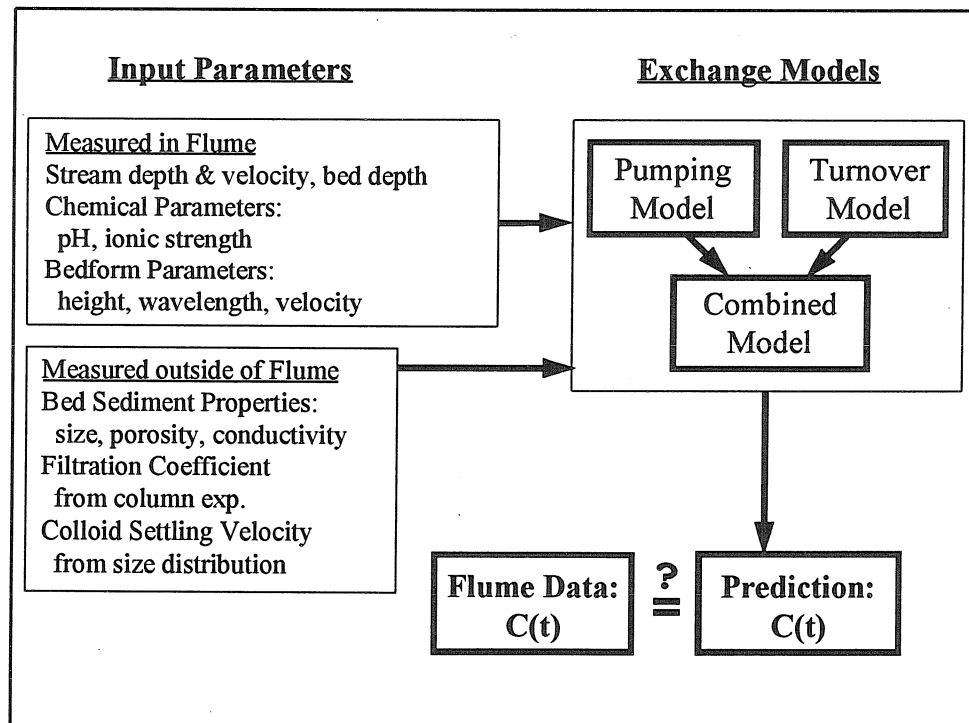 Input Parameters
Measured in Flume
Stream depth & velocity, bed depth
Chemical Parameters:
pH, ionic strength
Bedform Parameters:
height, wavelength, velocity
Measured outside of Flume
Bed Sediment Properties:
size, porosity, conductivity
Filtration Coefficient
from column exp.
Colloid Settling Velocity
from size distribution
Exchange Models
Pumping
Model
Turnover
Model
Combined
Model
Flume Data:
C(t)
?
=
Prediction:
C(t)